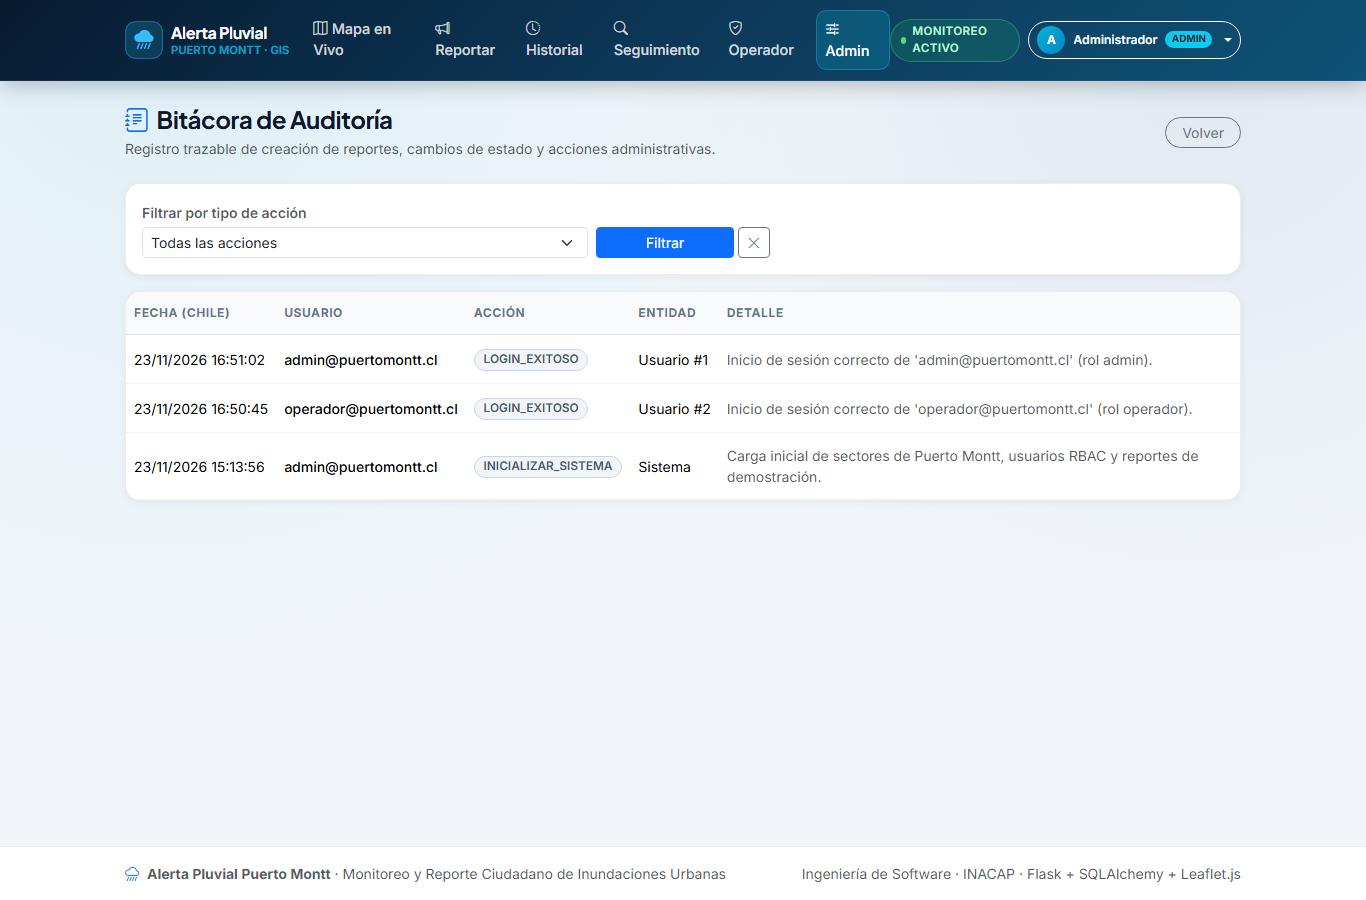 Alerta Pluvial
PUERTO MONTT · GIS
Mapa en
Vivo
Reportar
Historial
Seguimiento
Operador
Admin
MONITOREO
ACTIVO
A Administrador ADMIN
Bitácora de Auditoría
Registro trazable de creación de reportes, cambios de estado y acciones administrativas.
Volver
Filtrar por tipo de acción
Todas las acciones
Filtrar
FECHA (CHILE) USUARIO ACCIÓN ENTIDAD DETALLE
23/11/2026 16:51:02 admin@puertomontt.cl LOGIN_EXITOSO Usuario #1 Inicio de sesión correcto de 'admin@puertomontt.cl' (rol admin).
23/11/2026 16:50:45 operador@puertomontt.cl LOGIN_EXITOSO Usuario #2 Inicio de sesión correcto de 'operador@puertomontt.cl' (rol operador).
23/11/2026 15:13:56 admin@puertomontt.cl INICIALIZAR_SISTEMA Sistema Carga inicial de sectores de Puerto Montt, usuarios RBAC y reportes de
demostración.
Alerta Pluvial Puerto Montt · Monitoreo y Reporte Ciudadano de Inundaciones Urbanas
Ingeniería de Software · INACAP · Flask + SQLAlchemy + Leaflet.js